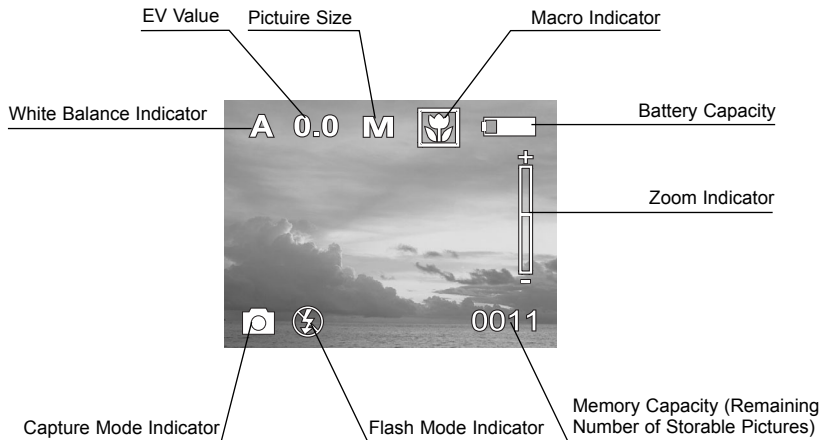 EV Value
Pictuire Size
Macro Indicator
White Balance Indicator
Battery Capacity
A 0.0 M
+
Zoom Indicator
-
0011
Capture Mode Indicator
Flash Mode Indicator
Memory Capacity (Remaining
Number of Storable Pictures)